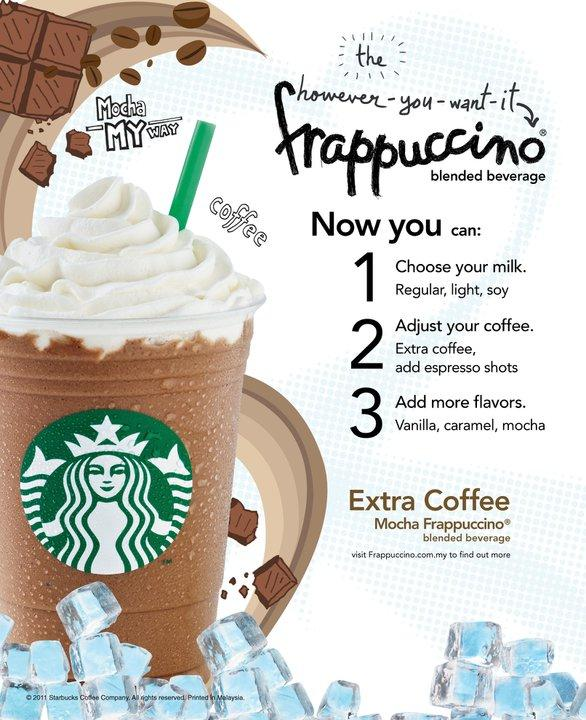 the
however-you-want-it
frappuccino®
blended beverage
Mocha
MY WAY
coffee
Now you can:
1
Choose your milk.
Regular, light, soy
2
Adjust your coffee.
Extra coffee,
add espresso shots
3
Add more flavors.
Vanilla, caramel, mocha
Extra Coffee
Mocha Frappuccino®
blended beverage
visit Frappuccino.com.my to find out more
TM
© 2011 Starbucks Coffee Company. All rights reserved. Printed in Malaysia.